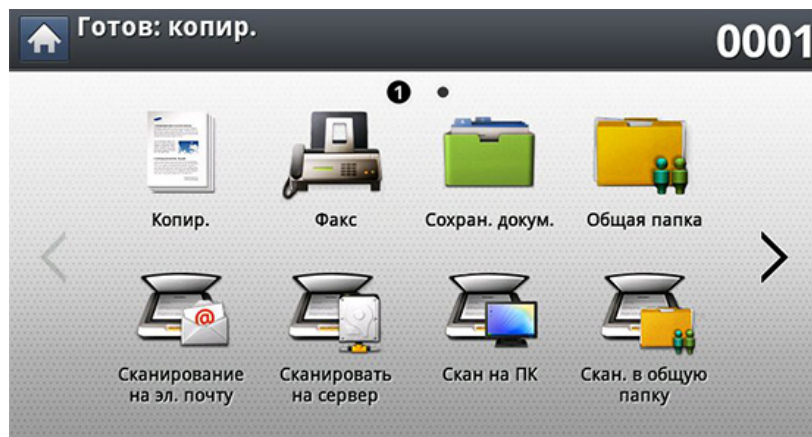 Готов: копир.
0001
1
Копир.
Факс
Сохран. докум.
Общая папка
@
Сканирование
на эл. почту
Сканировать
на сервер
Скан на ПК
Скан. в общую
папку